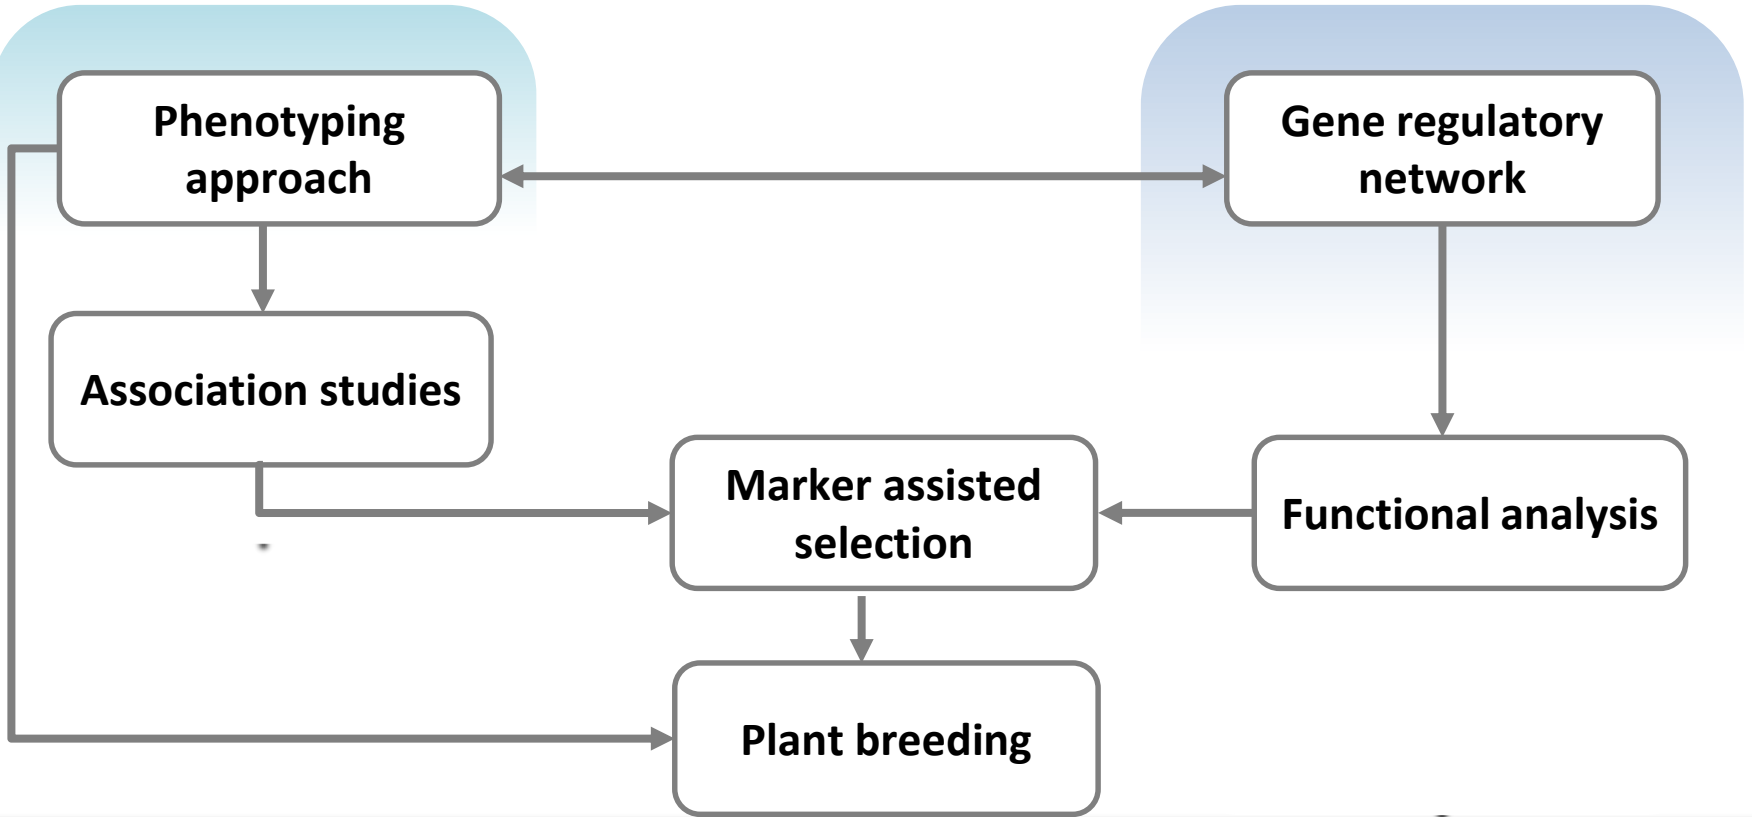 Phenotyping
approach
Gene regulatory
network
Association studies
Marker assisted
selection
Functional analysis
Plant breeding